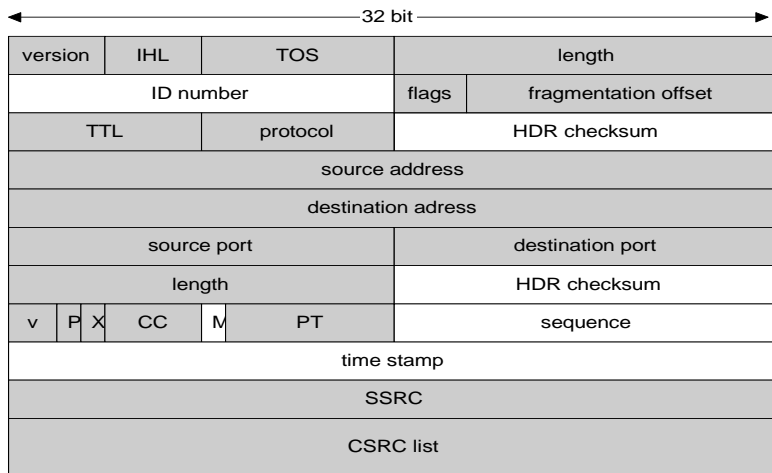 32 bit
version IHL TOS length
ID number flags fragmentation offset
TTL protocol HDR checksum
source address
destination adress
source port destination port
length HDR checksum
v P X CC M PT sequence
time stamp
SSRC
CSRC list